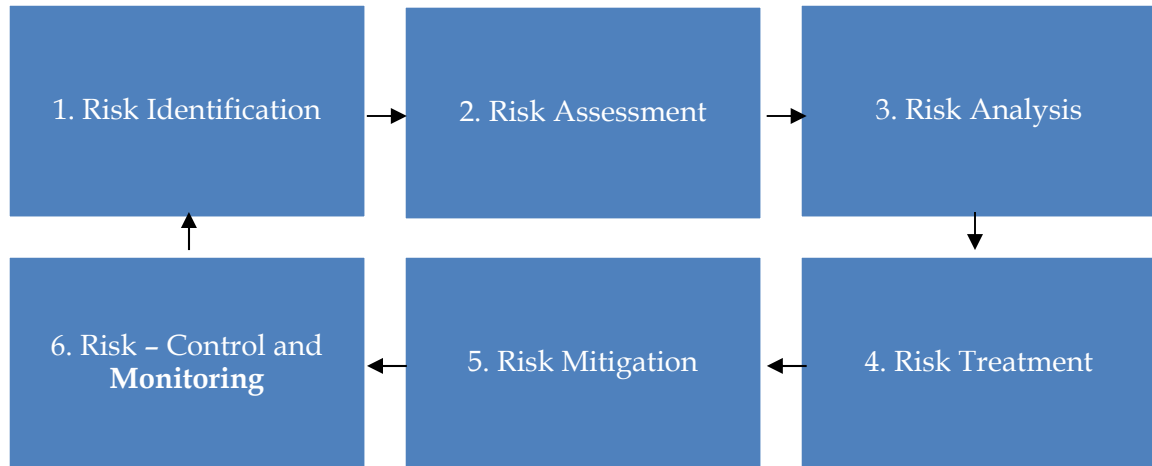 1. Risk Identification
2. Risk Assessment
3. Risk Analysis
4. Risk Treatment
5. Risk Mitigation
6. Risk – Control and
Monitoring